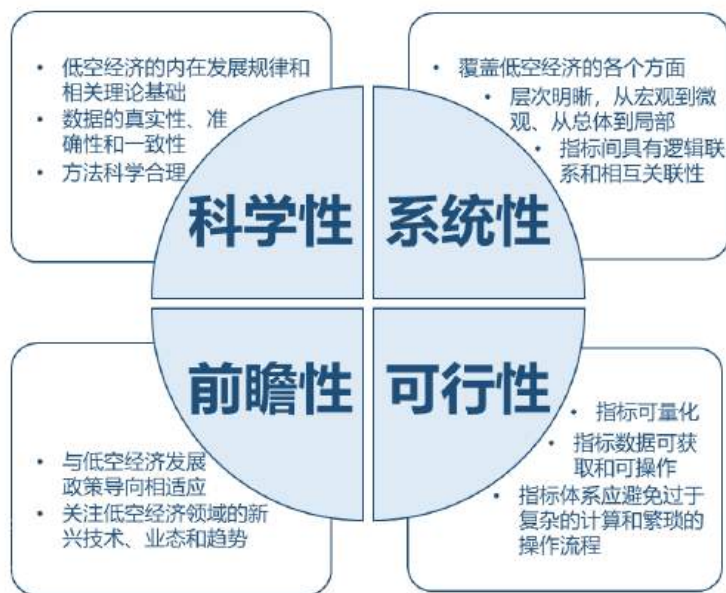 低空经济的内在发展规律和
相关理论基础
数据的真实性、准
确性和一致性
方法科学合理
科学性
覆盖低空经济的各个方面
层次明晰，从宏观到微
观、从总体到局部
指标间具有逻辑联
系和相互关联性
系统性
前瞻性
与低空经济发展
政策导向相适应
关注低空经济领域的新
兴技术、业态和趋势
可行性
指标可量化
指标数据可获
取和可操作
指标体系应避免过于
复杂的计算和繁琐的
操作流程